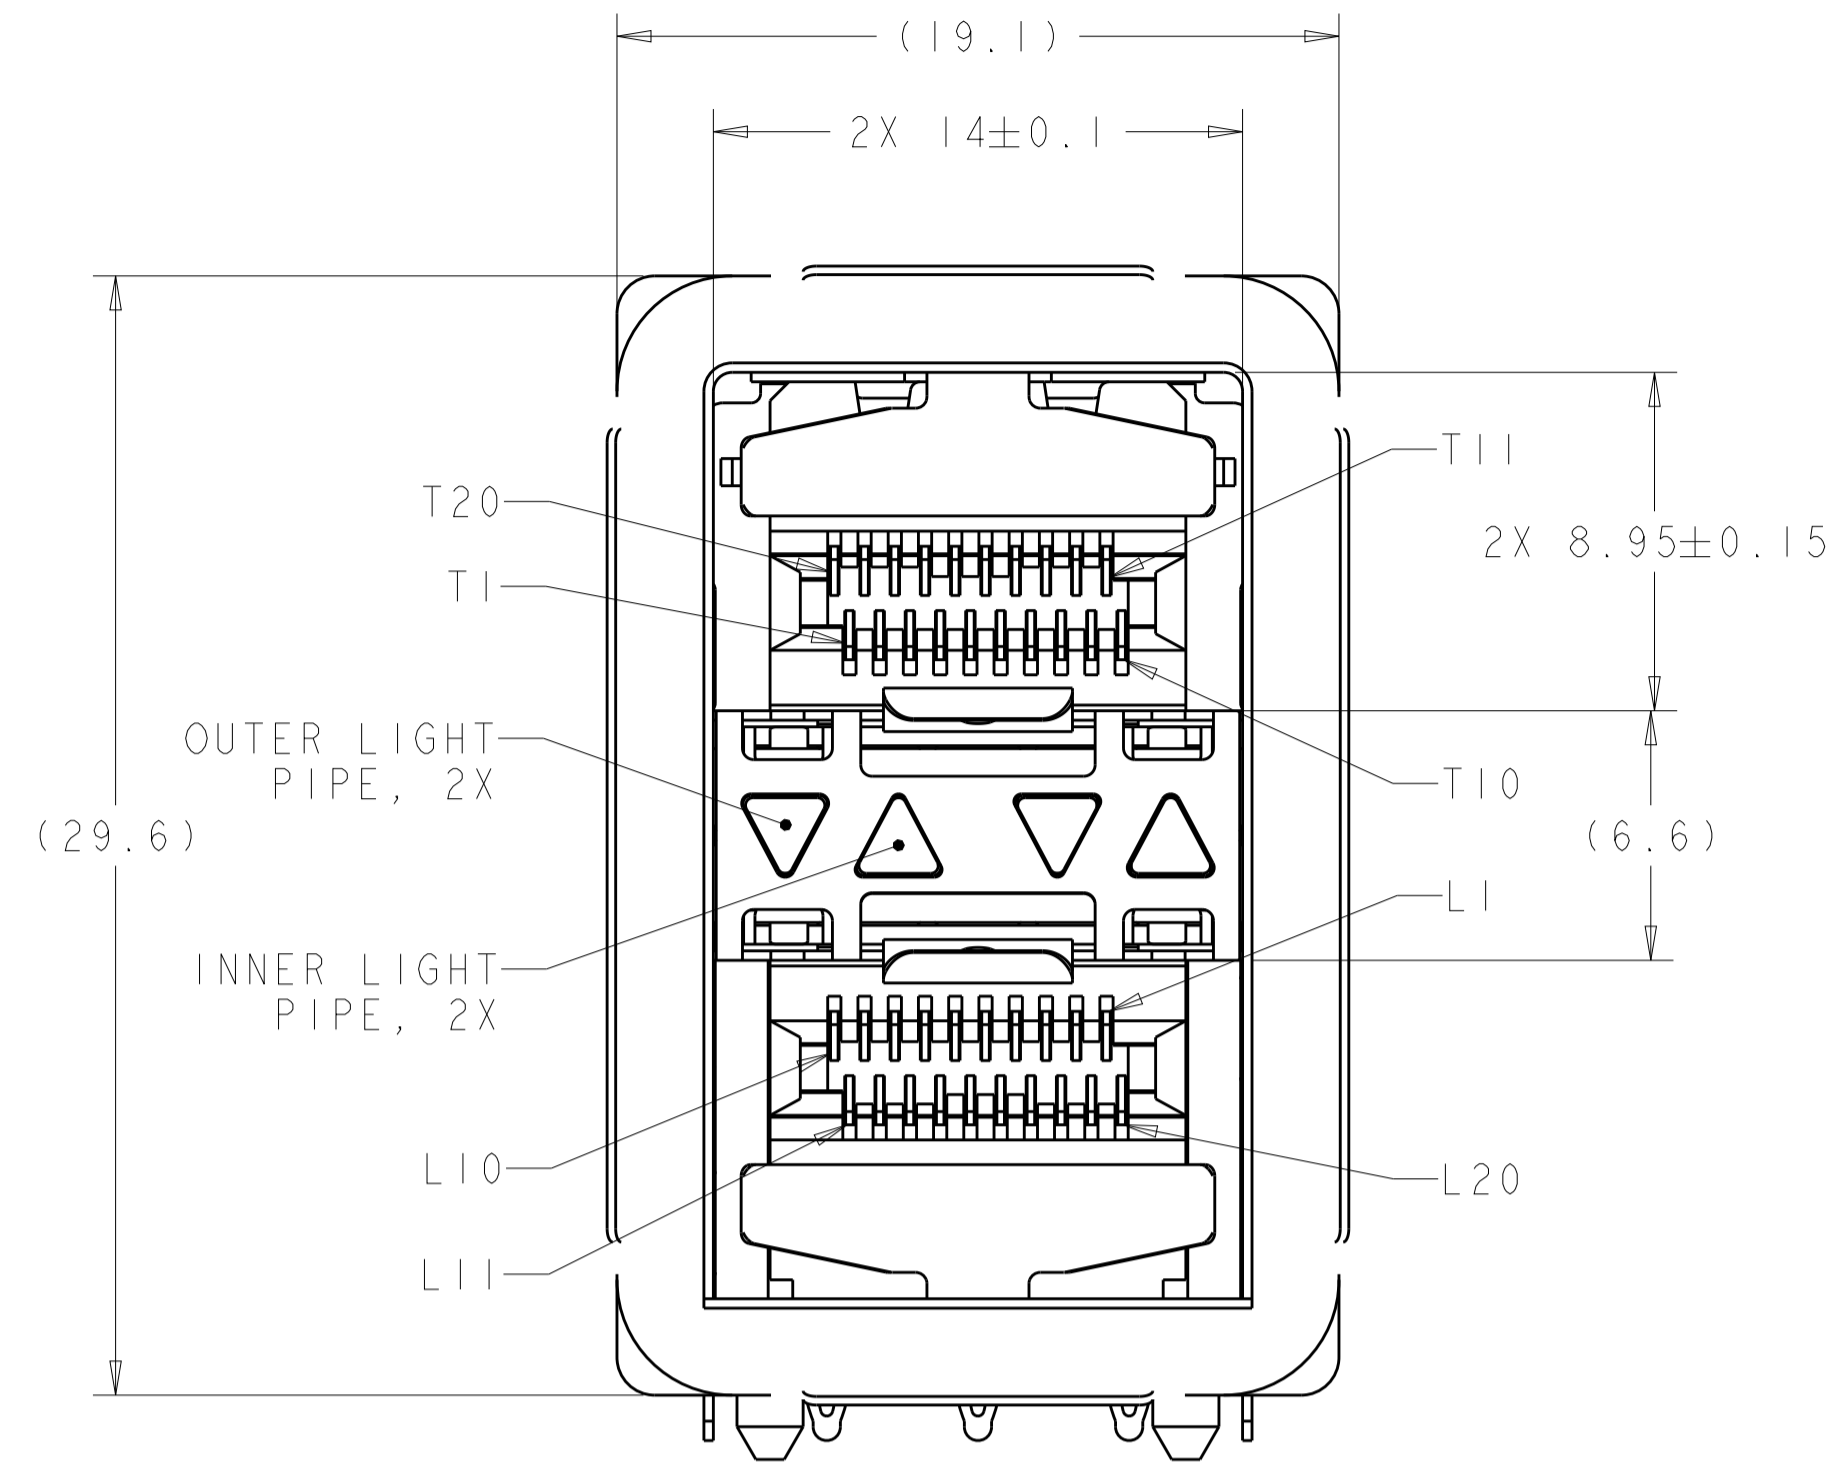 (19.1)
2X 14±0.1
T11
T20
2X 8.95±0.15
T1
OUTER LIGHT
PIPE, 2X
T10
(29.6)
(6.6)
L1
INNER LIGHT
PIPE, 2X
L10
L20
L11